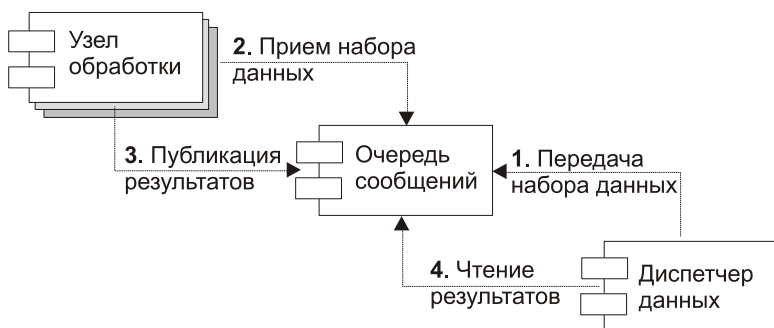 Узел
обработки
2. Прием набора
данных
3. Публикация
результатов
Очередь
сообщений
1. Передача
набора данных
4. Чтение
результатов
Диспетчер
данных